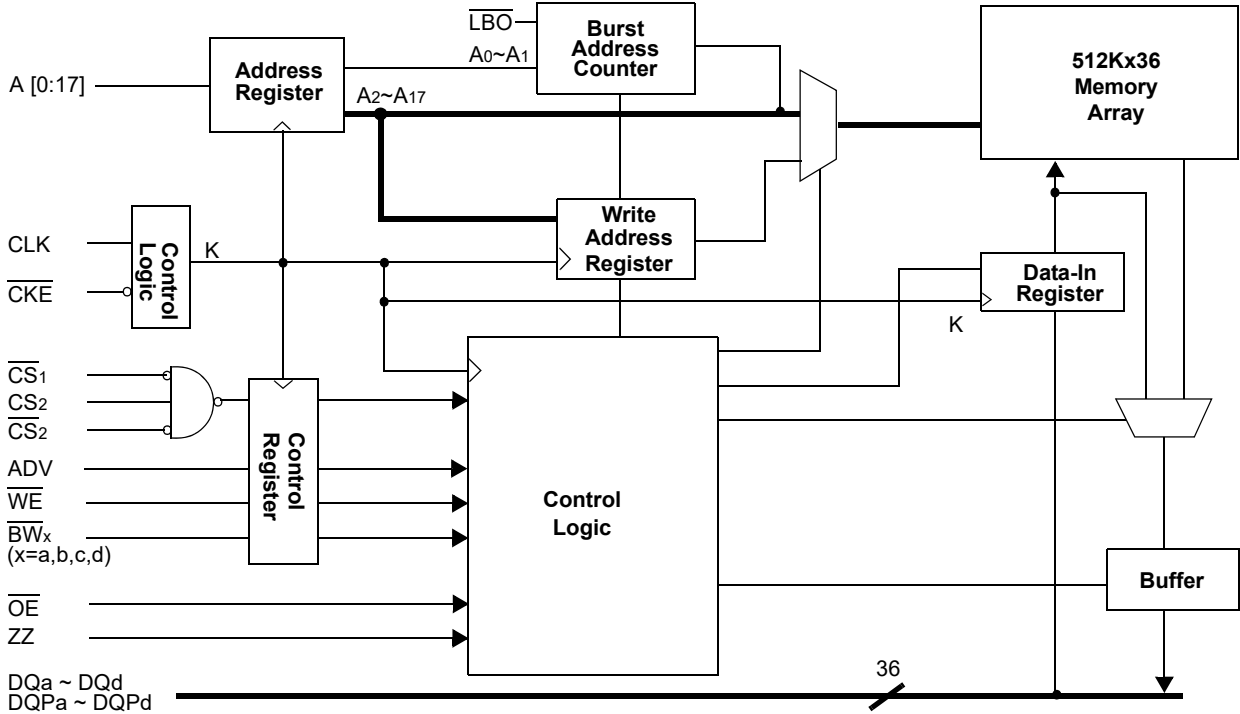 LBO
Burst
Address
Counter
512Kx36
Memory
Array
Address
Register
A0~A1
A [0:17]
A2~A17
Write
Address
Register
CLK
Control
Logic
K
CKE
Data-In
Register
K
CS1
CS2
CS2
Control
Register
ADV
WE
BWx
(x=a,b,c,d)
Control
Logic
Buffer
OE
ZZ
36
DQa ~ DQd
DQPa ~ DQPd